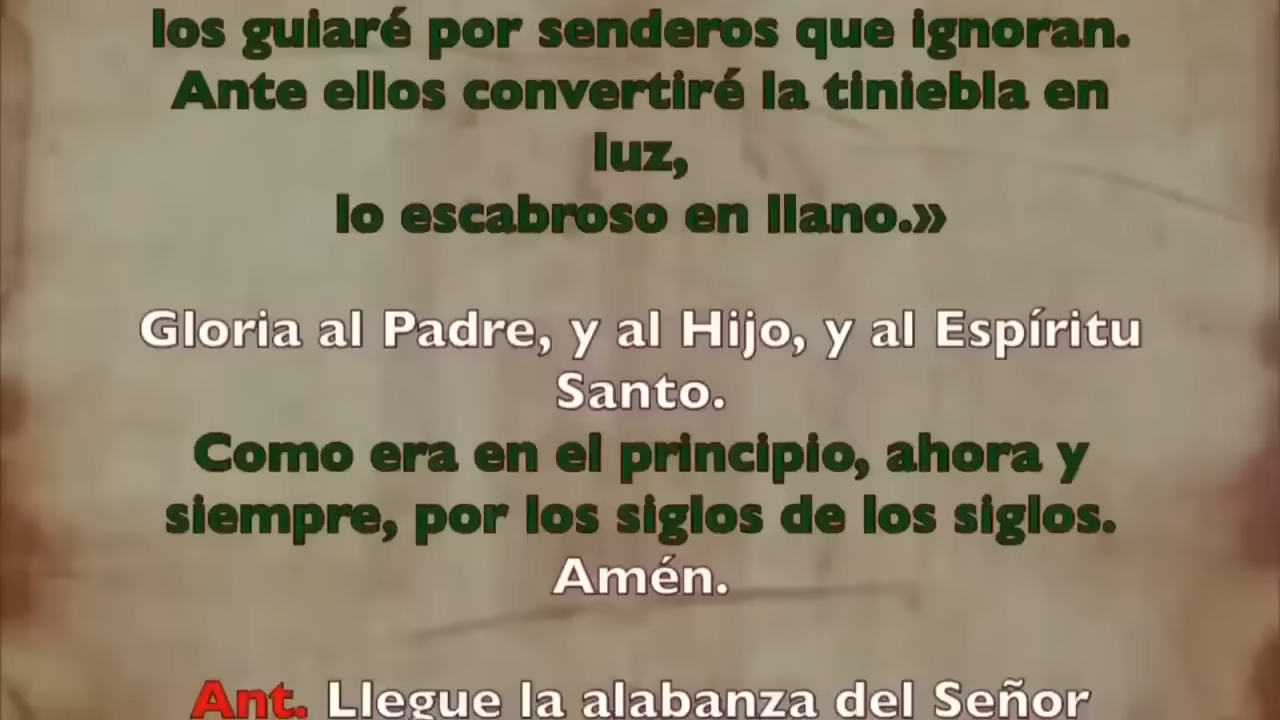 los guiaré por senderos que ignoran.
Ante ellos convertiré la tiniebla en
luz,
lo escabroso en llano.»
Gloria al Padre, y al Hijo, y al Espíritu
Santo.
Como era en el principio, ahora y
siempre, por los siglos de los siglos.
Amén.
Ant. Llegue la alabanza del Señor